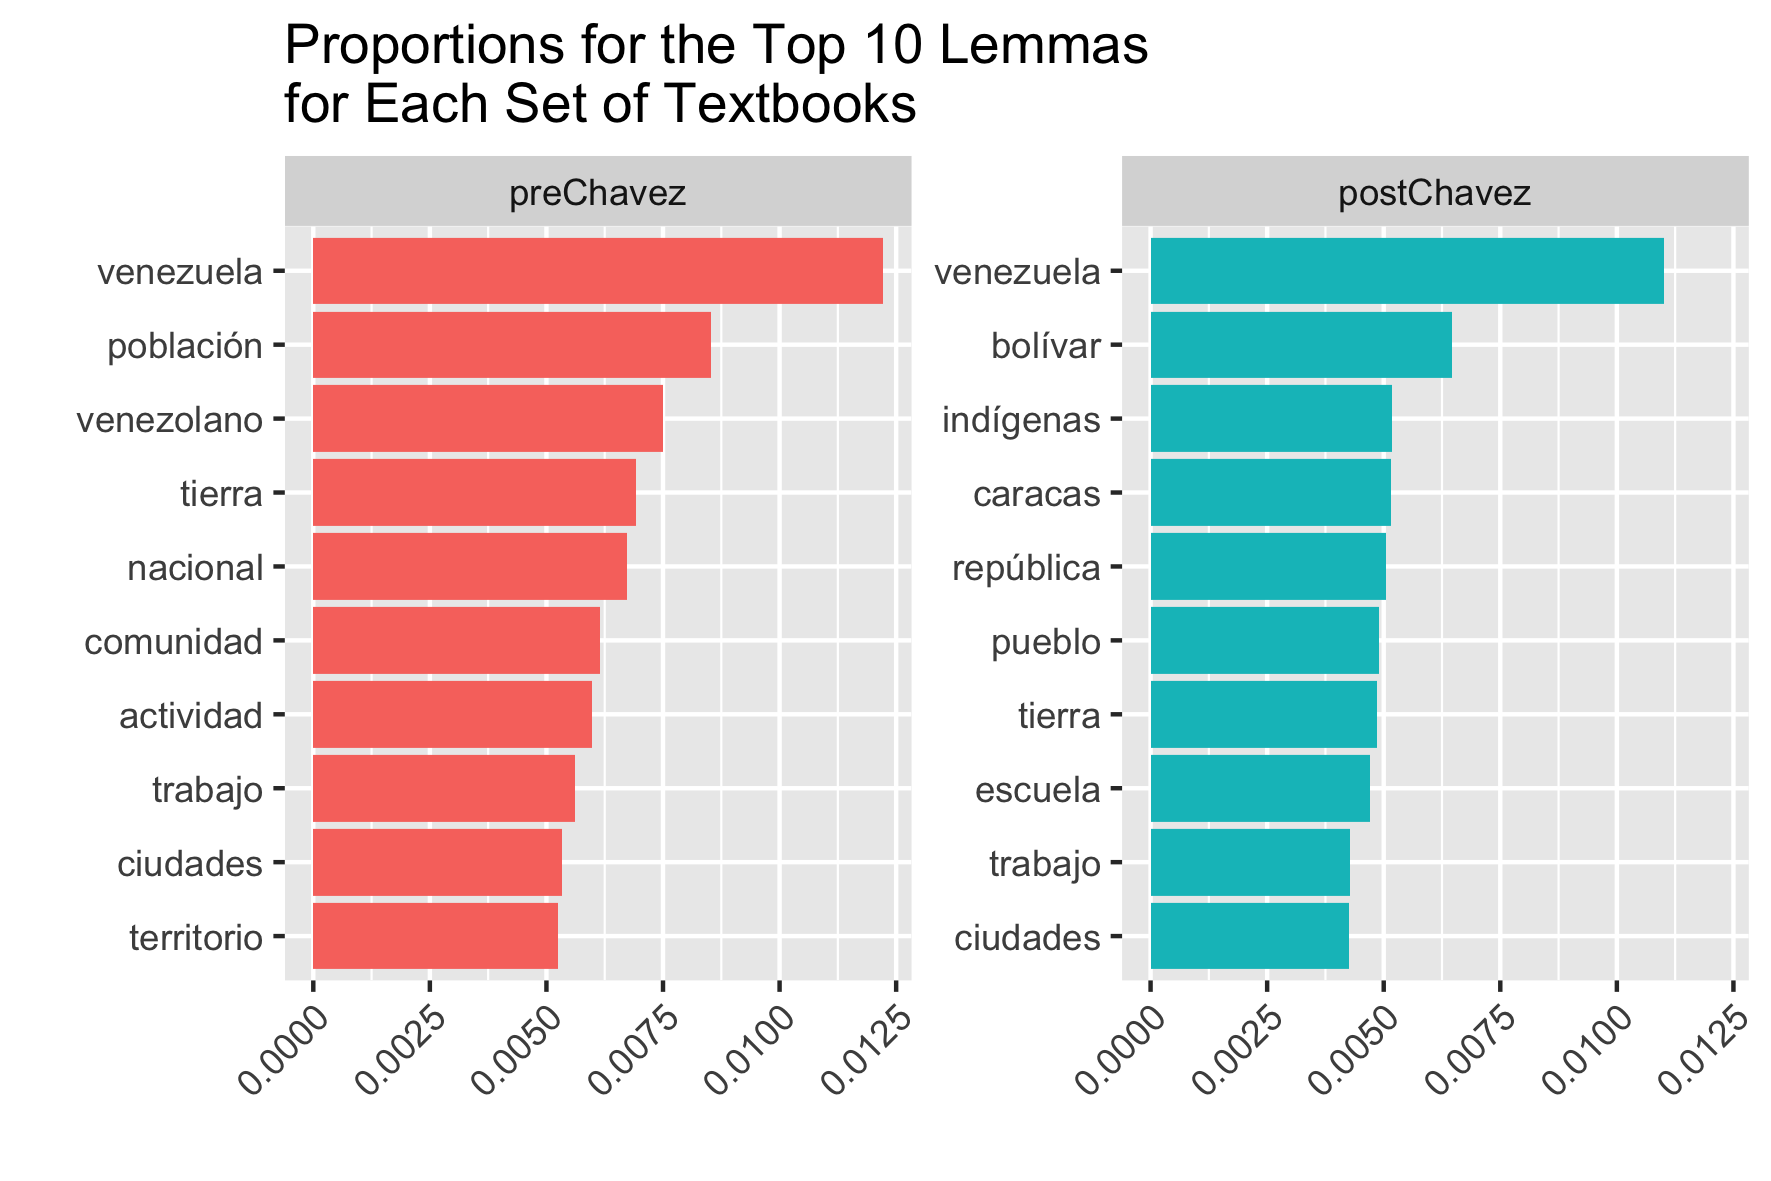 Proportions for the Top 10 Lemmas
for Each Set of Textbooks
preChavez
venezuela
población
venezolano
tierra
nacional
comunidad
actividad
trabajo
ciudades
territorio
0.0000
0.0025
0.0050
0.0075
0.0100
0.0125
postChavez
venezuela
bolívar
indígenas
caracas
república
pueblo
tierra
escuela
trabajo
ciudades
0.0000
0.0025
0.0050
0.0075
0.0100
0.0125